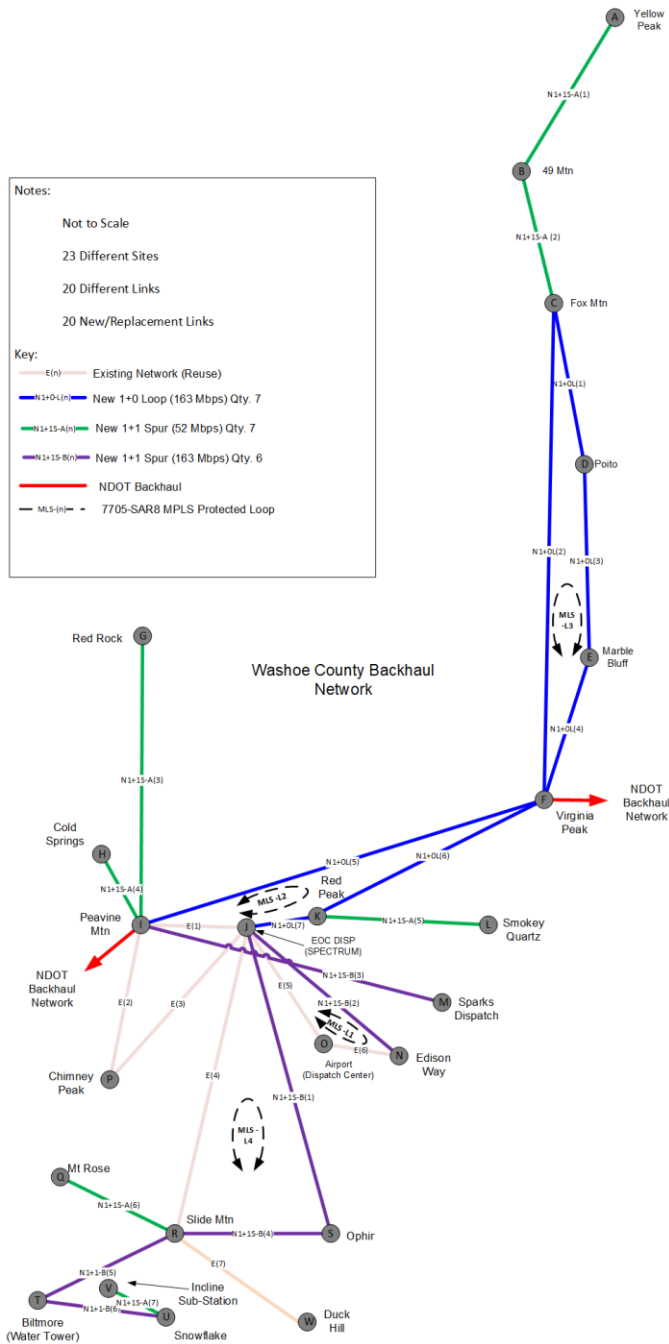 A
Yellow
Peak
N1+1S-A(1)
B
49 Mtn
N1+1S-A (2)
C
Fox Mtn
Notes:
Not to Scale
23 Different Sites
20 Different Links
20 New/Replacement Links
Key:
E(n)
Existing Network (Reuse)
N1+0-L(n)
New 1+0 Loop (163 Mbps) Qty. 7
N1+1S-A(n)
New 1+1 Spur (52 Mbps) Qty. 7
N1+1S-B(n)
New 1+1 Spur (163 Mbps) Qty. 6
NDOT Backhaul
MLS-(n)
7705-SAR8 MPLS Protected Loop
N1+0L(1)
D
Poito
N1+0L(2)
N1+0L(3)
MLS
-L3
E
Marble
Bluff
N1+0L(4)
F
Virginia
Peak
NDOT
Backhaul
Network
Washoe County Backhaul
Network
Red Rock
G
N1+1S-A(3)
Cold
Springs
H
N1+1S-A(4)
Peavine
Mtn
I
NDOT
Backhaul
Network
N1+0L(5)
N1+0L(6)
MLS -L2
Red
Peak
K
N1+0L(7)
E(1)
J
EOC DISP
(SPECTRUM)
N1+1S-A(5)
L
Smokey
Quartz
N1+1S-B(3)
M
Sparks
Dispatch
E(2)
E(3)
E(5)
N1+1S-B(2)
MLS -L1
O
E(6)
N
Airport
(Dispatch Center)
Edison
Way
Chimney
Peak
P
E(4)
N1+1S-B(1)
MLS -
L4
Mt Rose
Q
N1+1S-A(6)
Slide Mtn
R
N1+1S-B(4)
S
Ophir
N1+1-B(5)
E(7)
V
Incline
Sub-Station
N1+1S-A(7)
T
N1+1-B(6)
U
Biltmore
(Water Tower)
Snowflake
W
Duck
Hill